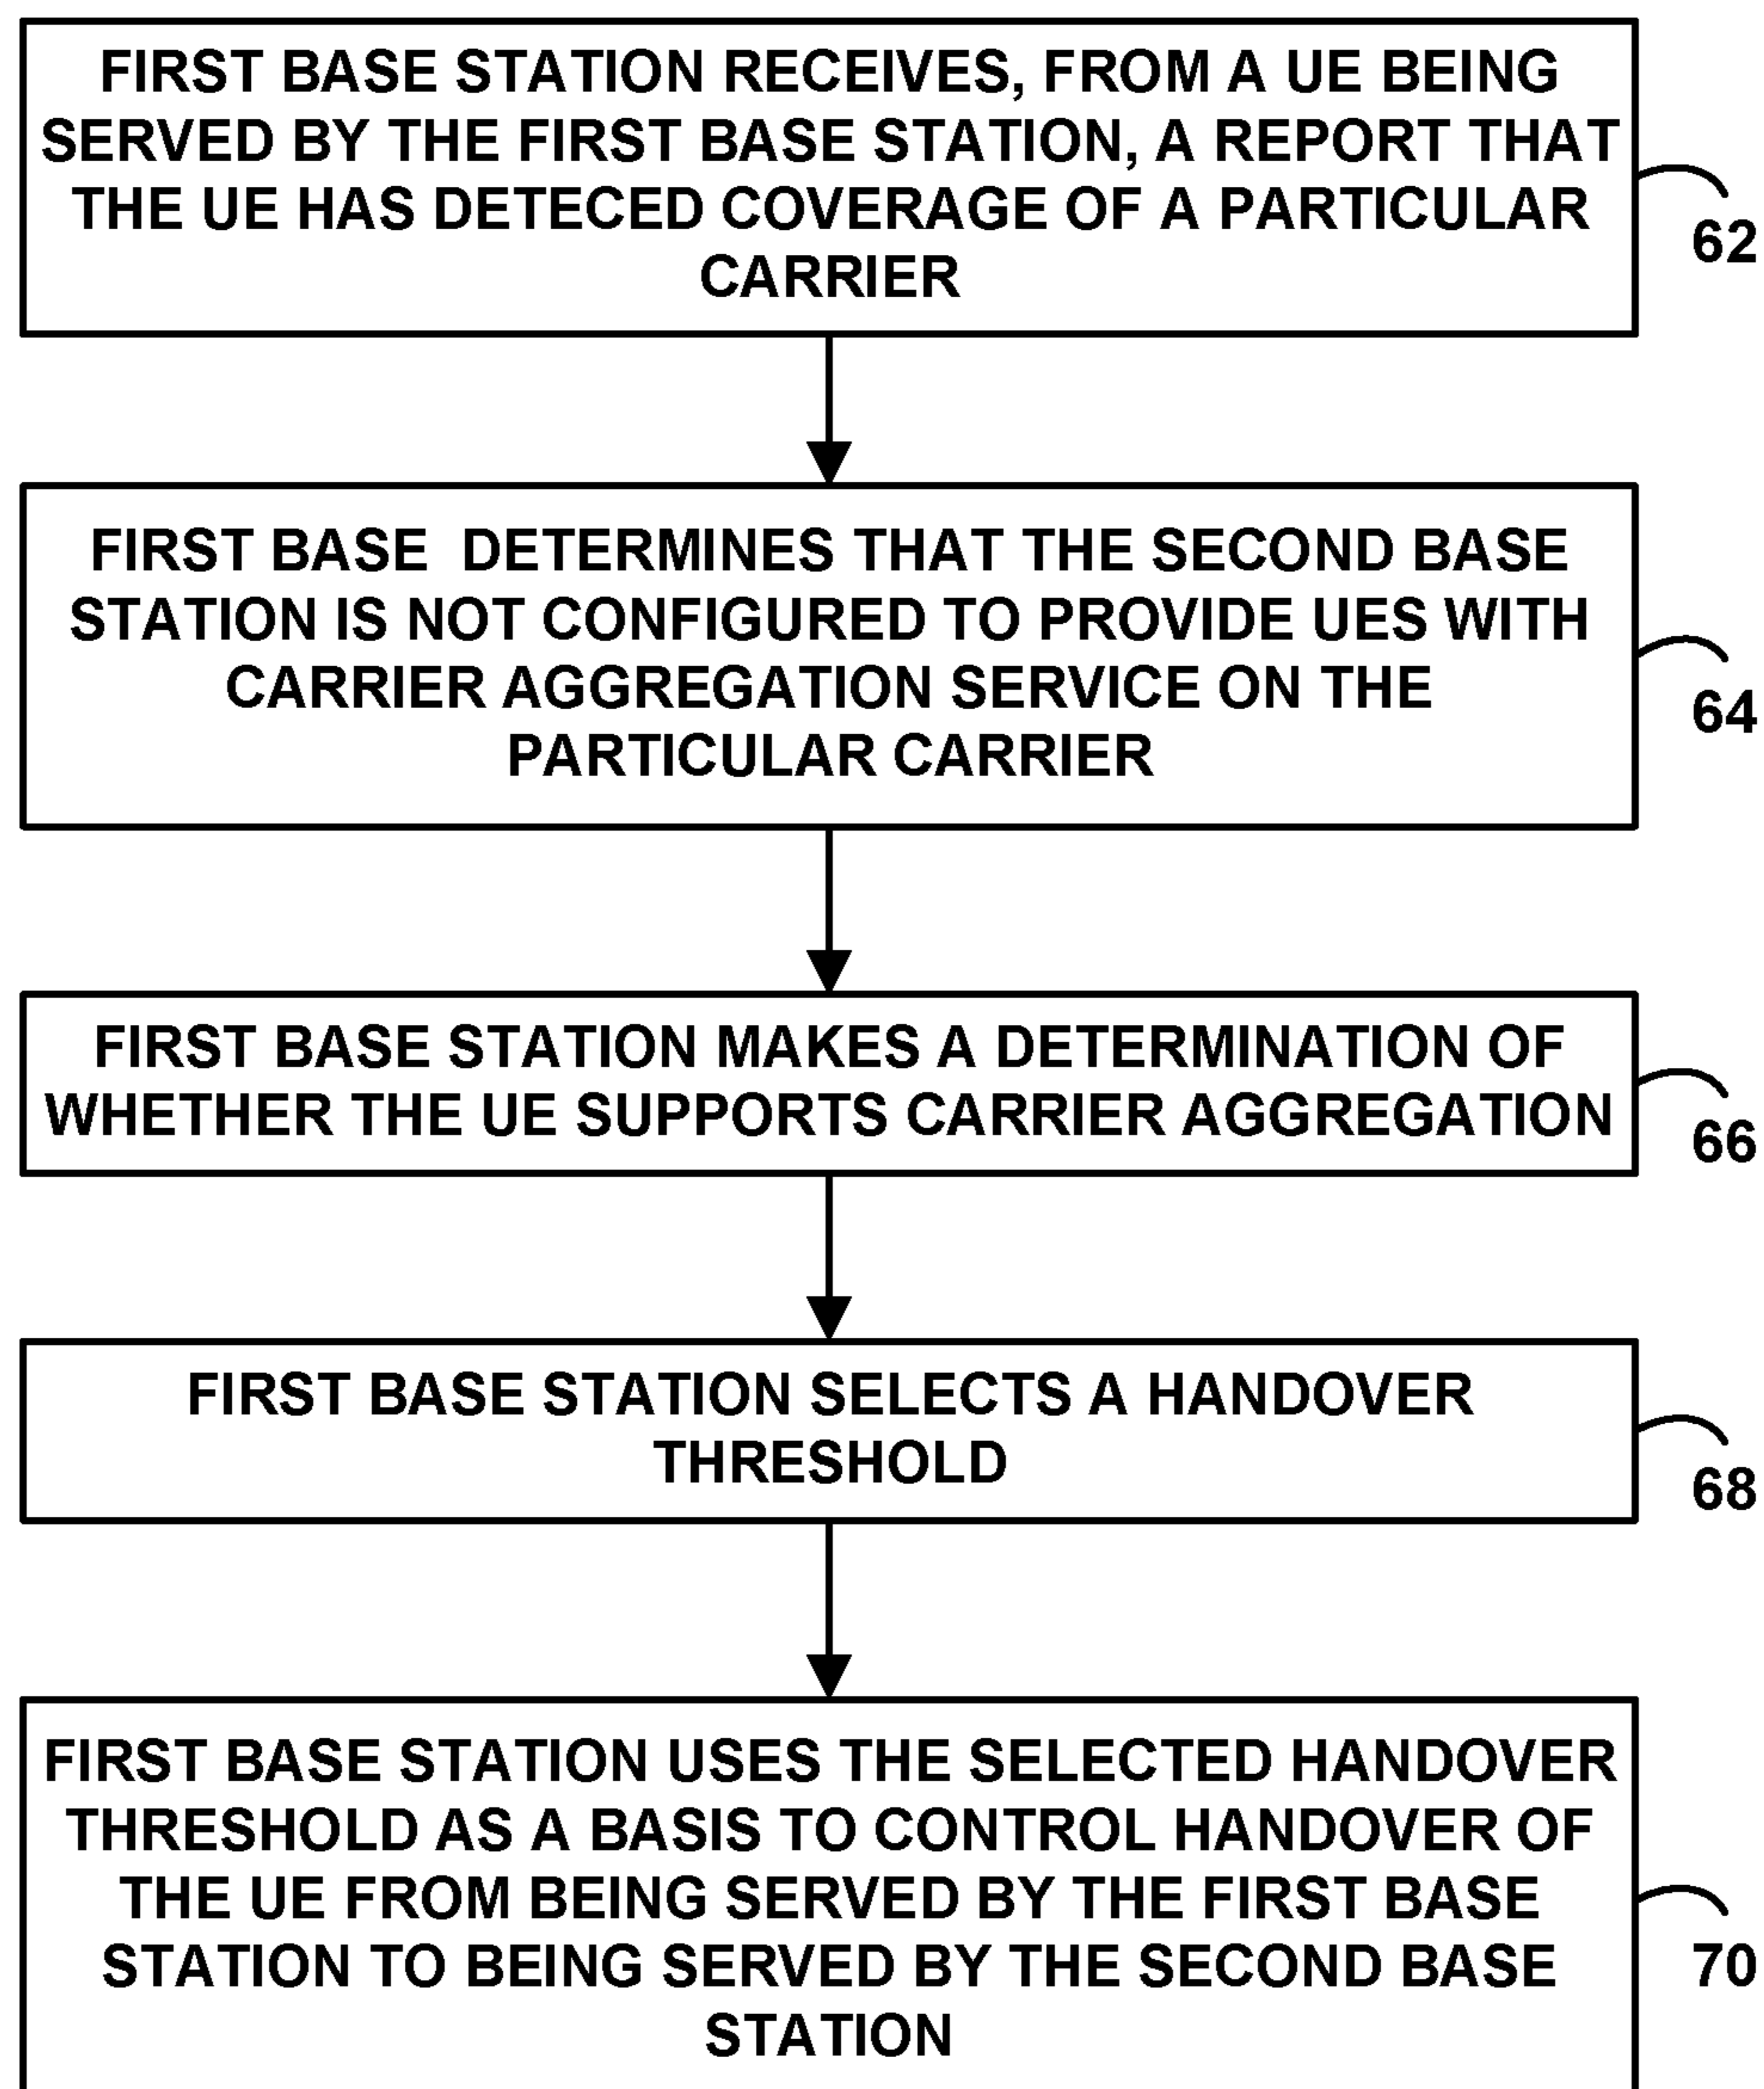 FIRST BASE STATION RECEIVES, FROM A UE BEING
SERVED BY THE FIRST BASE STATION, A REPORT THAT
THE UE HAS DETECED COVERAGE OF A PARTICULAR
CARRIER
62
FIRST BASE  DETERMINES THAT THE SECOND BASE
STATION IS NOT CONFIGURED TO PROVIDE UES WITH
CARRIER AGGREGATION SERVICE ON THE
PARTICULAR CARRIER
64
FIRST BASE STATION MAKES A DETERMINATION OF
WHETHER THE UE SUPPORTS CARRIER AGGREGATION
66
FIRST BASE STATION SELECTS A HANDOVER
THRESHOLD
68
FIRST BASE STATION USES THE SELECTED HANDOVER
THRESHOLD AS A BASIS TO CONTROL HANDOVER OF
THE UE FROM BEING SERVED BY THE FIRST BASE
STATION TO BEING SERVED BY THE SECOND BASE
STATION
70